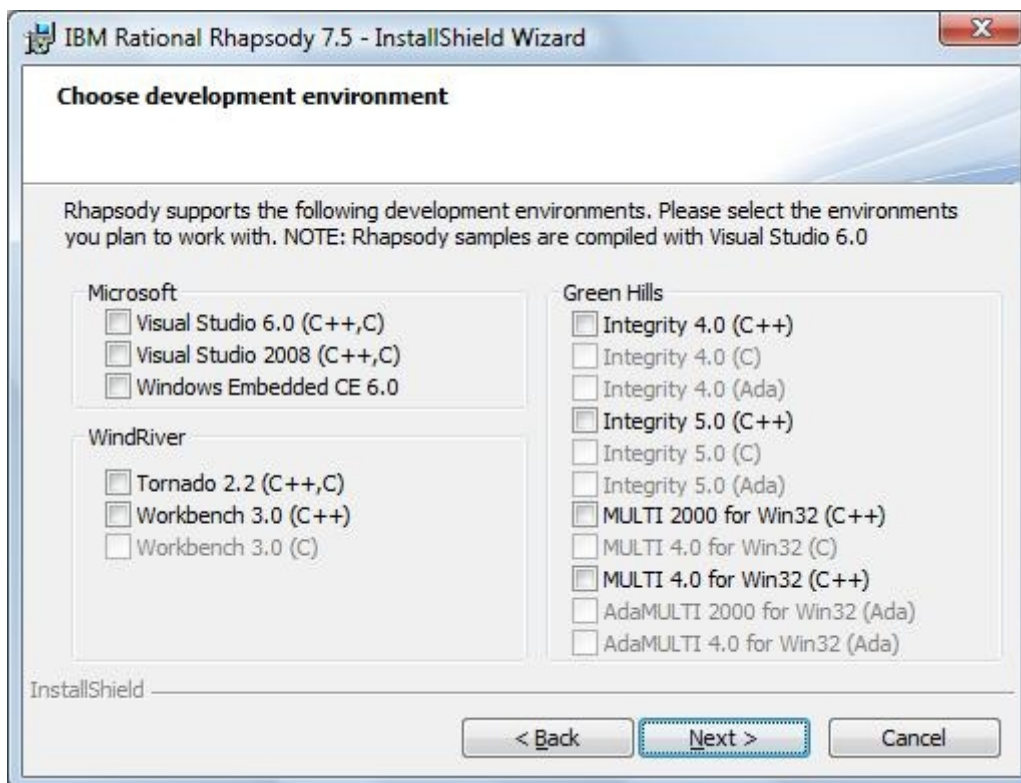 IBM Rational Rhapsody 7.5 - InstallShield Wizard
Choose development environment
Rhapsody supports the following development environments. Please select the environments
you plan to work with. NOTE: Rhapsody samples are compiled with Visual Studio 6.0
Microsoft
Visual Studio 6.0 (C++,C)
Visual Studio 2008 (C++,C)
Windows Embedded CE 6.0
WindRiver
Tornado 2.2 (C++,C)
Workbench 3.0 (C++)
Workbench 3.0 (C)
Green Hills
Integrity 4.0 (C++)
Integrity 4.0 (C)
Integrity 4.0 (Ada)
Integrity 5.0 (C++)
Integrity 5.0 (C)
Integrity 5.0 (Ada)
MULTI 2000 for Win32 (C++)
MULTI 4.0 for Win32 (C)
MULTI 4.0 for Win32 (C++)
AdaMULTI 2000 for Win32 (Ada)
AdaMULTI 4.0 for Win32 (Ada)
InstallShield
< Back
Next >
Cancel